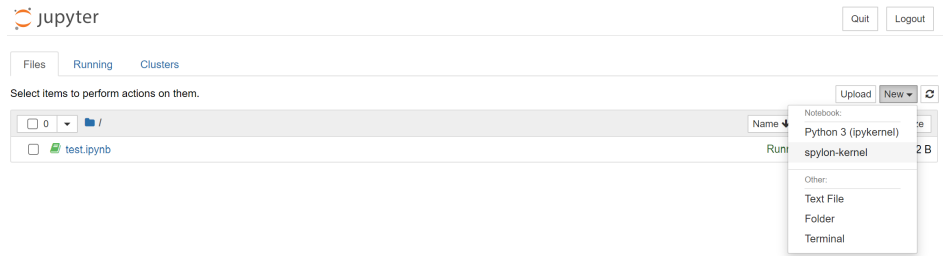 jupyter
Quit Logout
Files Running Clusters
Select items to perform actions on them.
Upload New
0 / Name
Notebook:
Python 3 (ipykernel)
spylon-kernel
Other:
Text File
Folder
Terminal
test.ipynb 2 B